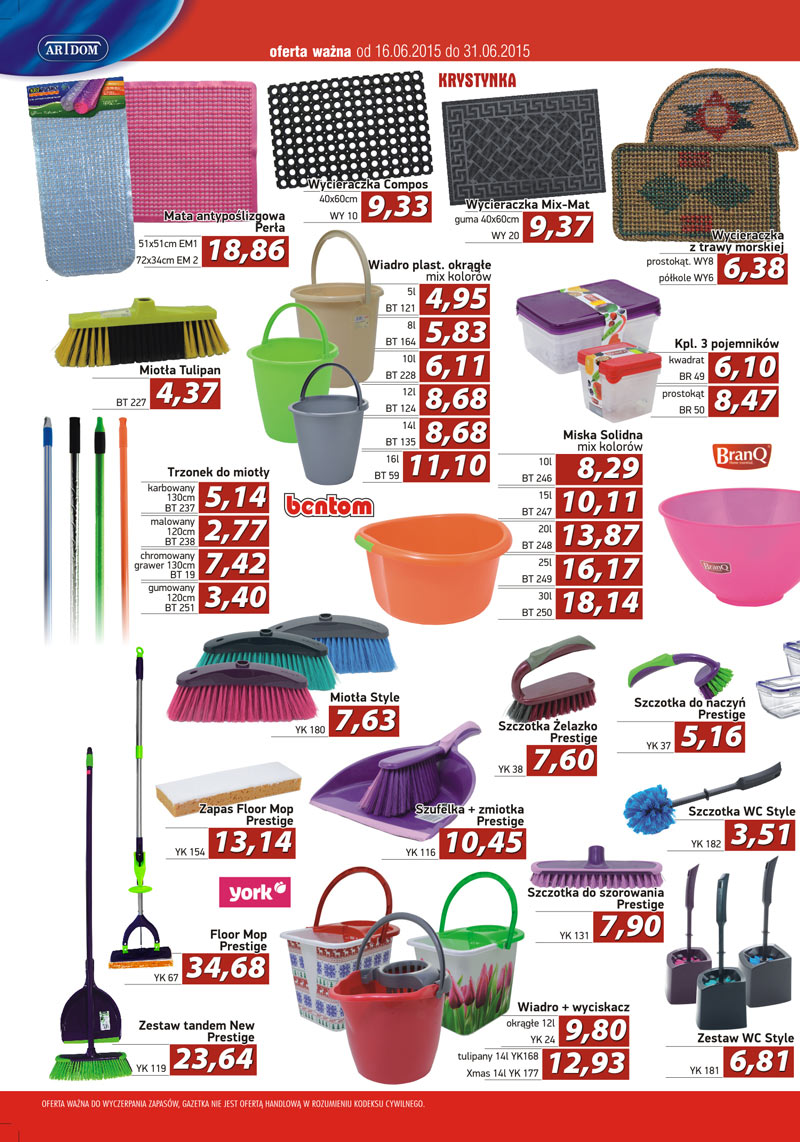 ARTDOM
oferta ważna od 16.06.2015 do 31.06.2015
KRYSTYNKA
Mata antypoślizgowa
Perła
51x51cm EM1
72x34cm EM 2
18,86
Wycieraczka Compos
40x60cm
WY 10
9,33
Wycieraczka Mix-Mat
guma 40x60cm
WY 20
9,37
Wycieraczka
z trawy morskiej
prostokąt. WY8
półkole WY6
6,38
Miotła Tulipan
BT 227
4,37
Wiadro plast. okrągłe
mix kolorów
5l
BT 121
4,95
8l
BT 164
5,83
10l
BT 228
6,11
12l
BT 124
8,68
14l
BT 135
8,68
16l
BT 59
11,10
Kpl. 3 pojemników
kwadrat
BR 49
6,10
prostokąt
BR 50
8,47
Trzonek do miotły
karbowany
130cm
BT 237
5,14
malowany
120cm
BT 238
2,77
chromowany
grawer 130cm
BT 19
7,42
gumowany
120cm
BT 251
3,40
bentom
Miska Solidna
mix kolorów
10l
BT 246
8,29
15l
BT 247
10,11
20l
BT 248
13,87
25l
BT 249
16,17
30l
BT 250
18,14
BranQ
BranQ
Miotła Style
YK 180
7,63
Szczotka Żelazko
Prestige
YK 38
7,60
Szczotka do naczyń
Prestige
YK 37
5,16
Zapas Floor Mop
Prestige
YK 154
13,14
Szufelka + zmiotka
Prestige
YK 116
10,45
Szczotka WC Style
YK 182
3,51
york
Floor Mop
Prestige
YK 67
34,68
Szczotka do szorowania
Prestige
YK 131
7,90
Zestaw tandem New
Prestige
YK 119
23,64
Wiadro + wyciskacz
okrągłe 12l
YK 24
9,80
tulipany 14l YK168
Xmas 14l YK 177
12,93
Zestaw WC Style
YK 181
6,81
OFERTA WAŻNA DO WYCZERPANIA ZAPASÓW, GAZETKA NIE JEST OFERTĄ HANDLOWĄ W ROZUMIENIU KODEKSU CYWILNEGO.